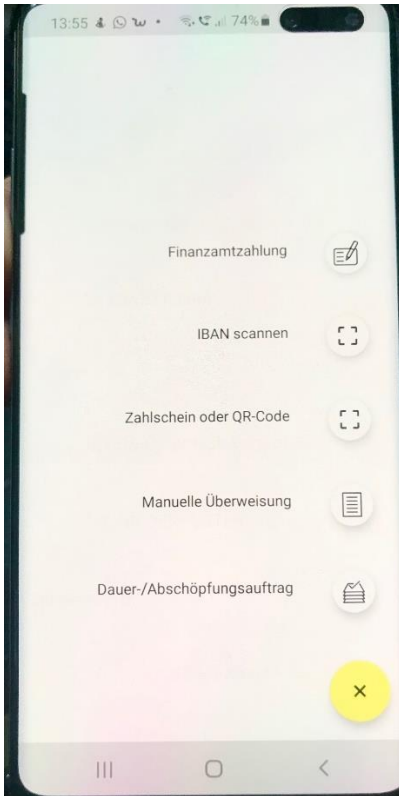 13:55 74%
Finanzamtzahlung
IBAN scannen
Zahlschein oder QR-Code
Manuelle Überweisung
Dauer-/Abschöpfungsauftrag